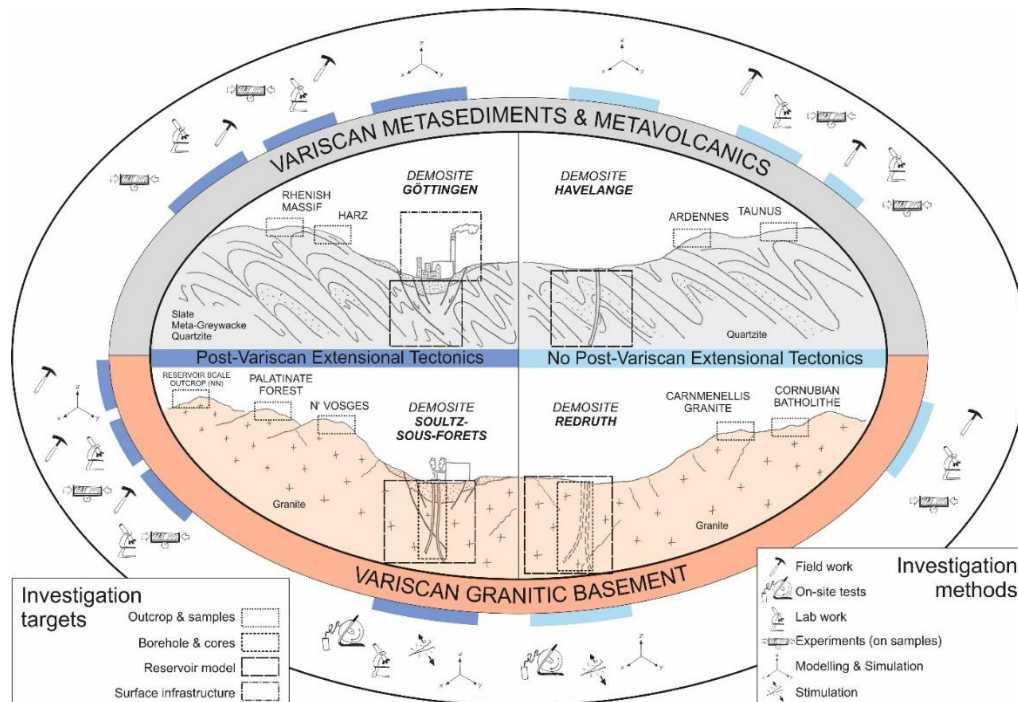 VARISCAN METASEDIMENTS & METAVOLCANICS
DEMOSITE
GÖTTINGEN
DEMOSITE
HAVELANGE
RHENISH
MASSIF
HARZ
ARDENNES
TAUNUS
Slate
Meta-Greywacke
Quartzite
Quartzite
Post-Variscan Extensional Tectonics
No Post-Variscan Extensional Tectonics
RESERVOIR SCALE
OUTCROP (NN)
PALATINATE
FOREST
N' VOSGES
DEMOSITE
SOULTZ-
SOUS-FORETS
DEMOSITE
REDRUTH
CARNMENELLIS
GRANITE
CORNUBIAN
BATHOLITHE
Granite
Granite
VARISCAN GRANITIC BASEMENT
Investigation
targets
Outcrop & samples
Borehole & cores
Reservoir model
Surface infrastructure
Investigation
methods
Field work
On-site tests
Lab work
Experiments (on samples)
Modelling & Simulation
Stimulation